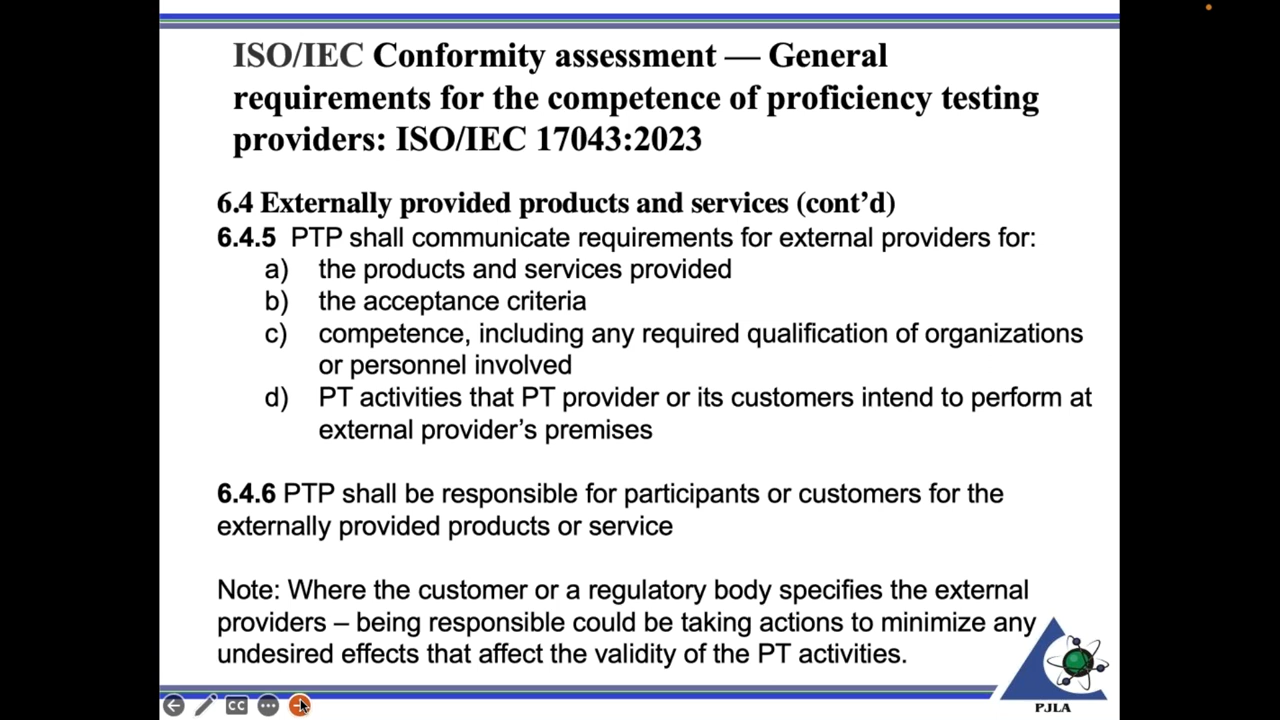 ISO/IEC Conformity assessment — General
requirements for the competence of proficiency testing
providers: ISO/IEC 17043:2023
6.4 Externally provided products and services (cont’d)
6.4.5 PTP shall communicate requirements for external providers for:
a) the products and services provided
b) the acceptance criteria
c) competence, including any required qualification of organizations
or personnel involved
d) PT activities that PT provider or its customers intend to perform at
external provider’s premises
6.4.6 PTP shall be responsible for participants or customers for the
externally provided products or service
Note: Where the customer or a regulatory body specifies the external
providers – being responsible could be taking actions to minimize any
undesired effects that affect the validity of the PT activities.
CC
PJLA